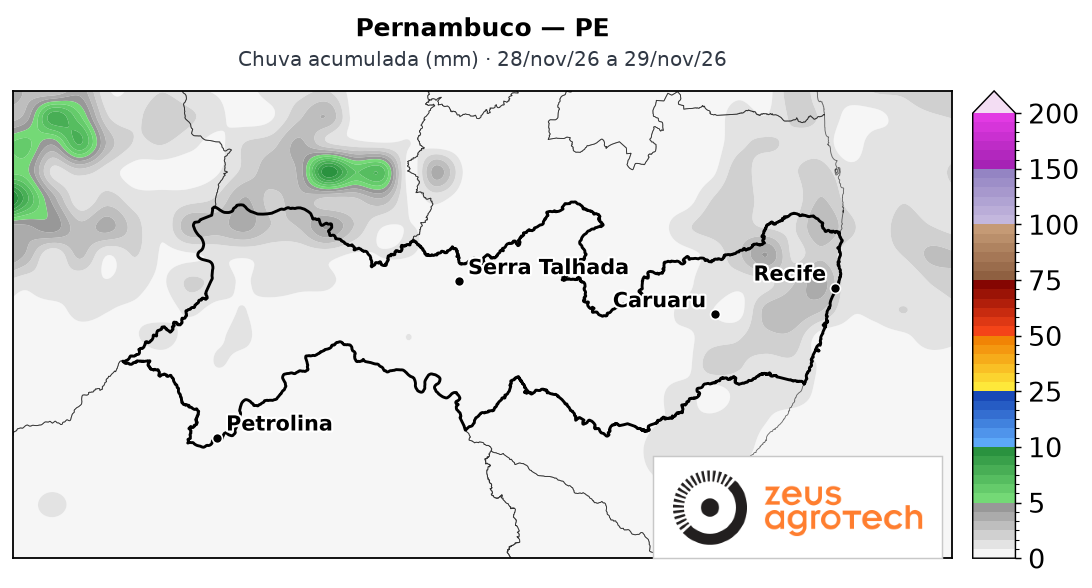 Pernambuco — PE
Chuva acumulada (mm) · 28/nov/26 a 29/nov/26
200
150
100
75
50
25
10
5
0
Serra Talhada
Recife
Caruaru
Petrolina
zeus
agrotech